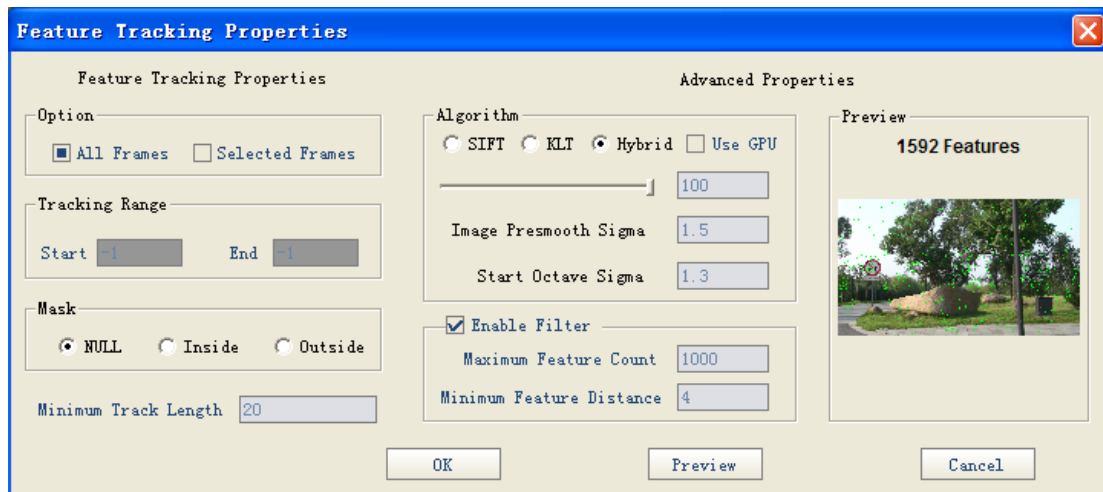 Feature Tracking Properties
Feature Tracking Properties
Option
All Frames Selected Frames
Tracking Range
Start -1 End -1
Mask
NULL Inside Outside
Minimum Track Length 20
Advanced Properties
Algorithm
SIFT KLT Hybrid Use GPU
100
Image Presmooth Sigma 1.5
Start Octave Sigma 1.3
Enable Filter
Maximum Feature Count 1000
Minimum Feature Distance 4
Preview
1592 Features
OK Preview Cancel